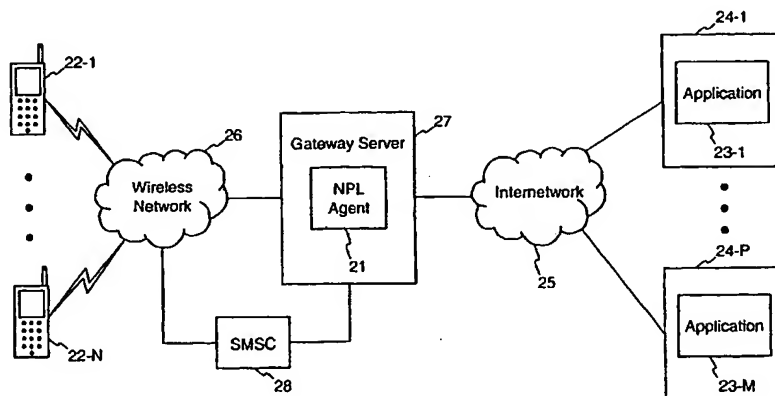 24-1
22-1
Application
27
26
Gateway Server
23-1
Wireless
Network
NPL
Agent
Internetwork
21
25
24-P
Application
22-N
SMSC
28
23-M